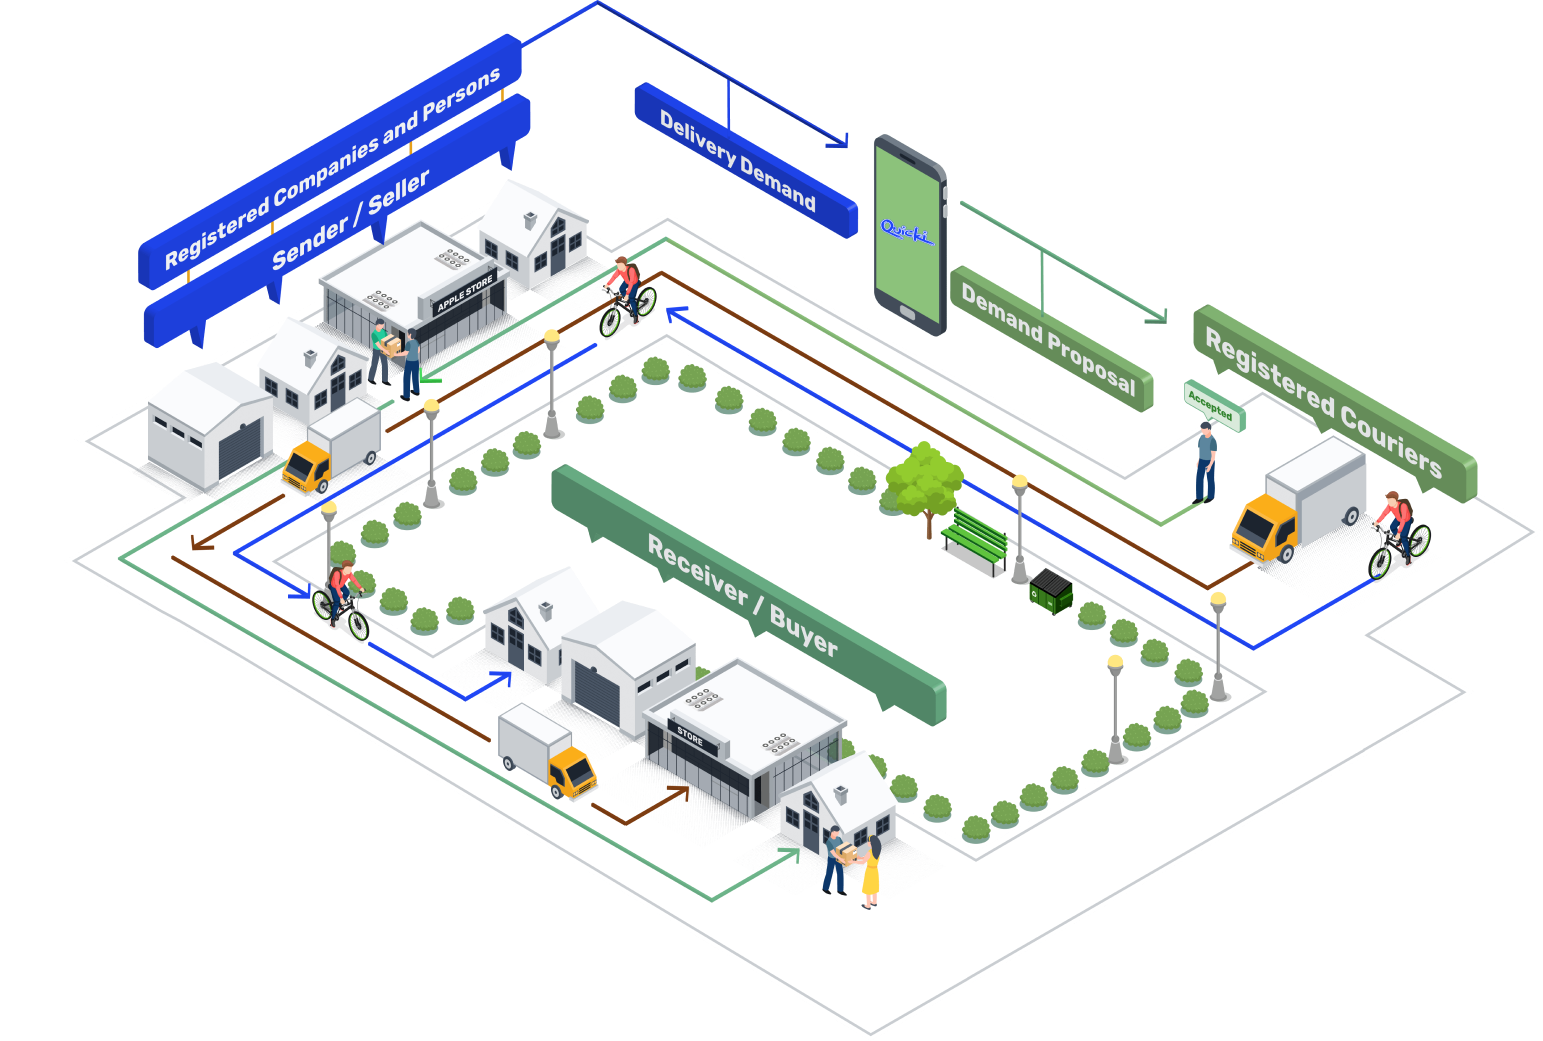 Registered Companies and Persons
Sender / Seller
Delivery Demand
Quicki
Demand Proposal
Registered Couriers
Accepted
APPLE STORE
Receiver / Buyer
STORE